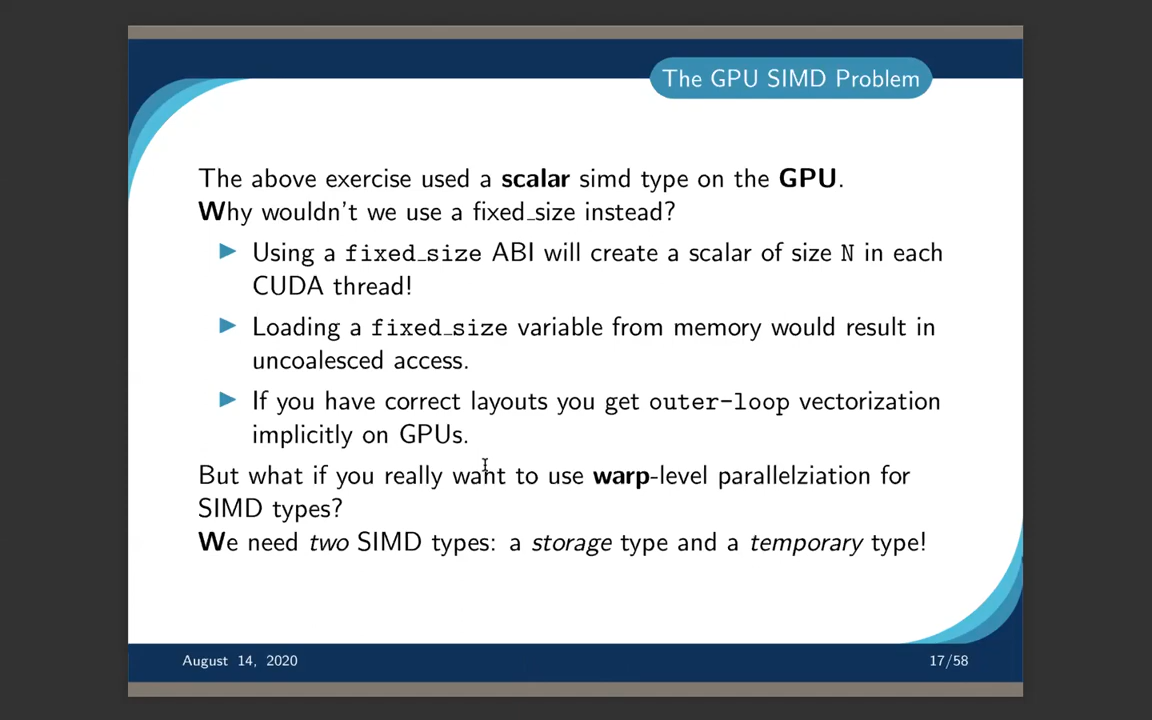 The GPU SIMD Problem
The above exercise used a scalar simd type on the GPU.
Why wouldn't we use a fixed_size instead?
Using a fixed_size ABI will create a scalar of size N in each
CUDA thread!
Loading a fixed_size variable from memory would result in
uncoalesced access.
If you have correct layouts you get outer-loop vectorization
implicitly on GPUs.
But what if you really want to use warp-level parallelziation for
SIMD types?
We need two SIMD types: a storage type and a temporary type!
August 14, 2020
17/58